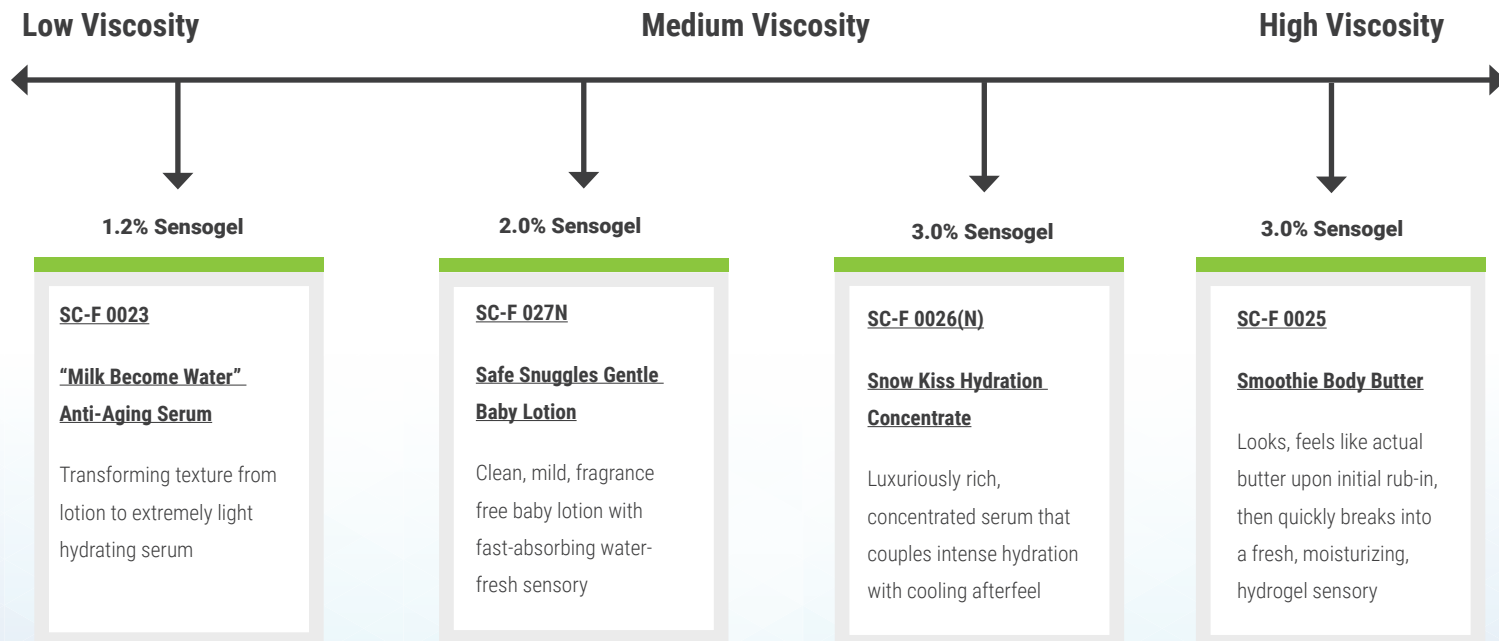 Low Viscosity
Medium Viscosity
High Viscosity
1.2% Sensogel
SC-F 0023
“Milk Become Water”
Anti-Aging Serum
Transforming texture from
lotion to extremely light
hydrating serum
2.0% Sensogel
SC-F 027N
Safe Snuggles Gentle
Baby Lotion
Clean, mild, fragrance
free baby lotion with
fast-absorbing water-
fresh sensory
3.0% Sensogel
SC-F 0026(N)
Snow Kiss Hydration
Concentrate
Luxuriously rich,
concentrated serum that
couples intense hydration
with cooling afterfeel
3.0% Sensogel
SC-F 0025
Smoothie Body Butter
Looks, feels like actual
butter upon initial rub-in,
then quickly breaks into
a fresh, moisturizing,
hydrogel sensory